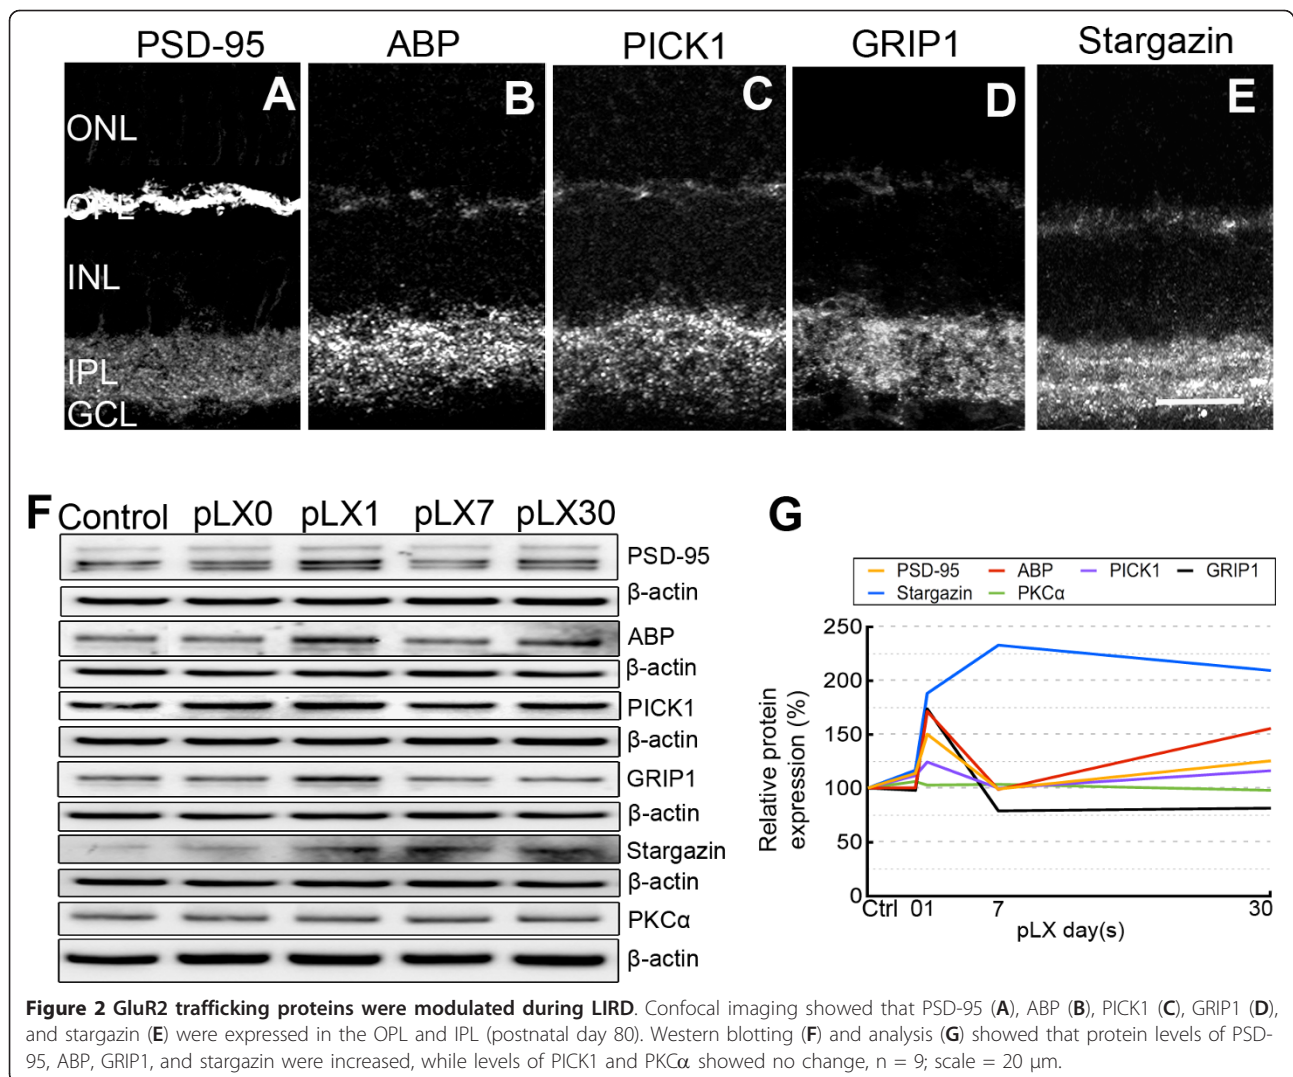 PSD-95 ABP PICK1 GRIP1 Stargazin
A B C D E
ONL
OPL
INL
IPL
GCL
F Control pLX0 pLX1 pLX7 pLX30
PSD-95
β-actin
ABP
β-actin
PICK1
β-actin
GRIP1
β-actin
Stargazin
β-actin
PKCα
β-actin
G
PSD-95 ABP PICK1 GRIP1
Stargazin PKCα
Relative protein
expression (%)
250
200
150
100
50
0
Ctrl 0 1 7 30
pLX day(s)
Figure 2 GluR2 trafficking proteins were modulated during LIRD. Confocal imaging showed that PSD-95 (A), ABP (B), PICK1 (C), GRIP1 (D),
and stargazin (E) were expressed in the OPL and IPL (postnatal day 80). Western blotting (F) and analysis (G) showed that protein levels of PSD-
95, ABP, GRIP1, and stargazin were increased, while levels of PICK1 and PKCα showed no change, n = 9; scale = 20 μm.